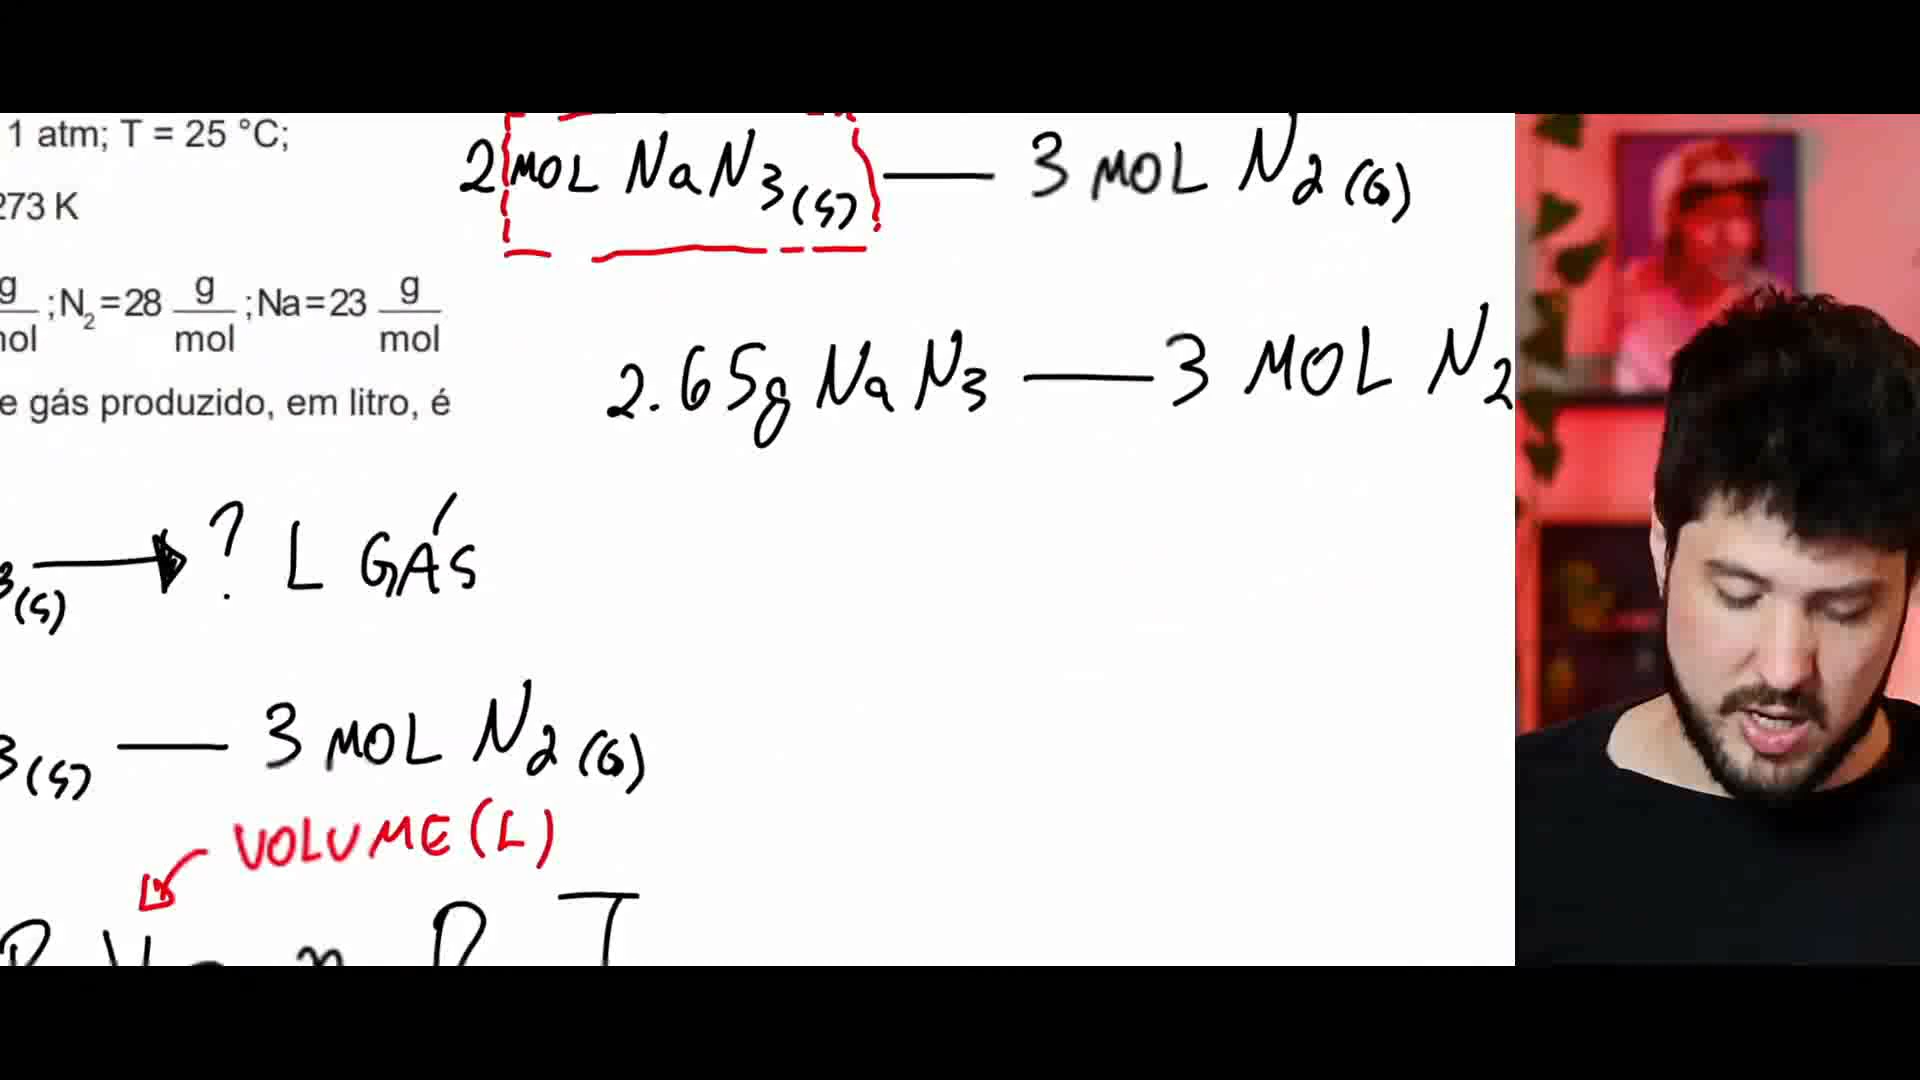 1 atm; T = 25 °C;
273 K
g/mol ; N₂ = 28 g/mol ; Na = 23 g/mol
e gás produzido, em litro, é
3(s) → ? L GÁS
3(s) — 3 MOL N₂(G)
VOLUME (L)
P V = n R T
2 MOL NaN₃(s) — 3 MOL N₂(G)
2.65g NaN₃ — 3 MOL N₂